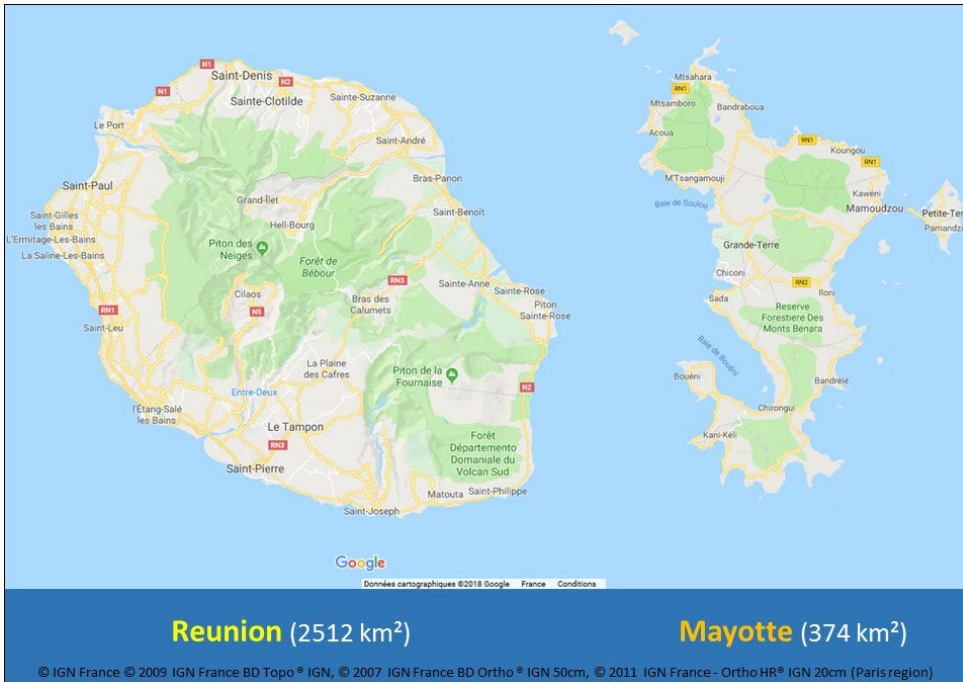 N1
Saint-Denis
N2
Sainte-Clotilde
Sainte-Suzanne
N1
Le Port
Saint-André
Bras-Panon
Saint-Paul
Grand-Îlet
Saint-Benoît
Saint-Gilles
les Bains
Hell-Bourg
L'Ermitage-Les-Bains
Piton des
Neiges
La Saline-Les-Bains
Forêt de
Bébour
RN3
Sainte-Anne
Sainte-Rose
Cilaos
Bras des
Calumets
Piton
Sainte-Rose
RN1
N5
Saint-Leu
La Plaine
des Cafres
Piton de la
Fournaise
N2
Entre-Deux
l'Étang-Salé
les Bains
Le Tampon
RN3
Forêt
Départemento
Domaniale du
Volcan Sud
Saint-Pierre
Matouta
Saint-Philippe
Saint-Joseph
Mtsahara
RN1
Mtsamboro
Bandraboua
Acoua
RN1
Koungou
RN1
M'Tsangamouji
Kawéni
Baie de Soulou
Mamoudzou
Petite-Ter
Pamandz
Grande-Terre
Chiconi
RN2
Iloni
Sada
Reserve
Forestiere Des
Monts Benara
Baie de Bouéni
Bouéni
Bandrélé
Chirongui
Kani-Kéli
Google
Données cartographiques ©2018 Google France Conditions
Reunion (2512 km²)
Mayotte (374 km²)
© IGN France © 2009 IGN France BD Topo ® IGN, © 2007 IGN France BD Ortho ® IGN 50cm, © 2011 IGN France - Ortho HR® IGN 20cm (Paris region)